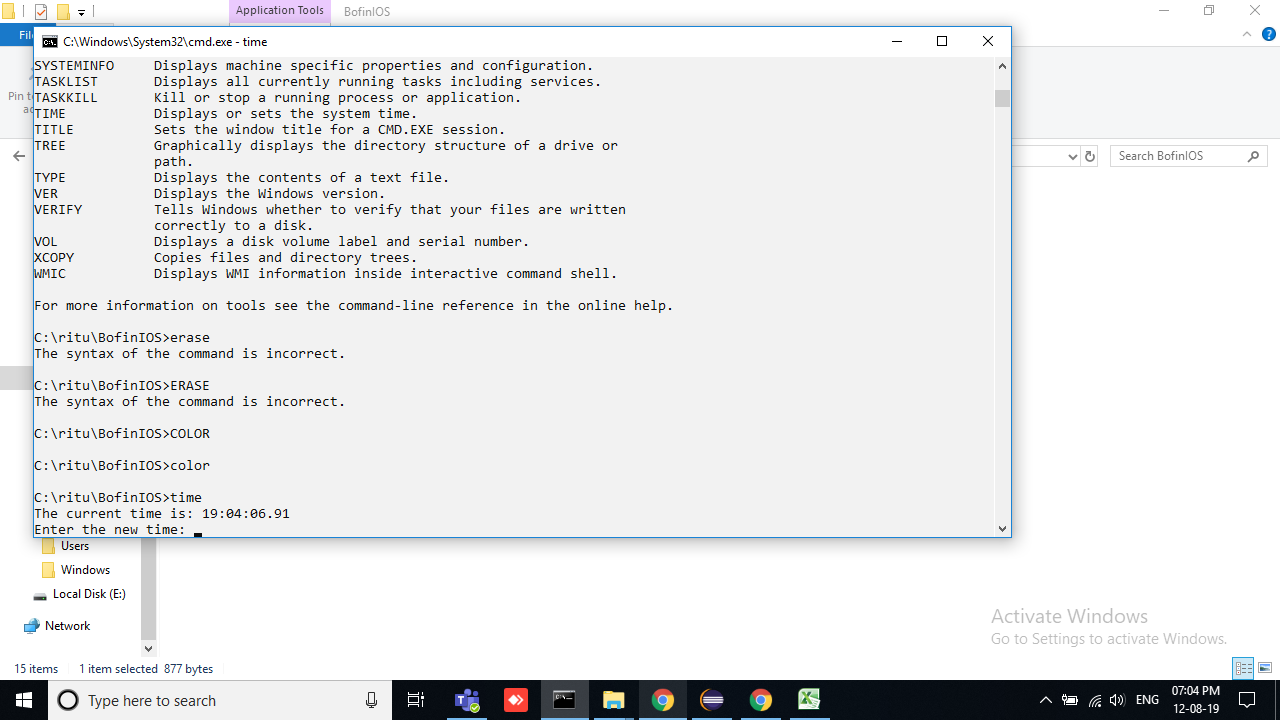 Application Tools
BofinIOS
Fil
C:\Windows\System32\cmd.exe - time
SYSTEMINFO Displays machine specific properties and configuration.
TASKLIST Displays all currently running tasks including services.
TASKKILL Kill or stop a running process or application.
TIME Displays or sets the system time.
TITLE Sets the window title for a CMD.EXE session.
TREE Graphically displays the directory structure of a drive or
path.
TYPE Displays the contents of a text file.
VER Displays the Windows version.
VERIFY Tells Windows whether to verify that your files are written
correctly to a disk.
VOL Displays a disk volume label and serial number.
XCOPY Copies files and directory trees.
WMIC Displays WMI information inside interactive command shell.
For more information on tools see the command-line reference in the online help.
C:\ritu\BofinIOS>erase
The syntax of the command is incorrect.
C:\ritu\BofinIOS>ERASE
The syntax of the command is incorrect.
C:\ritu\BofinIOS>COLOR
C:\ritu\BofinIOS>color
C:\ritu\BofinIOS>time
The current time is: 19:04:06.91
Enter the new time:
Pin to
ac
Search BofinIOS
Users
Windows
Local Disk (E:)
Network
Activate Windows
Go to Settings to activate Windows.
15 items 1 item selected 877 bytes
Type here to search
ENG
07:04 PM
12-08-19